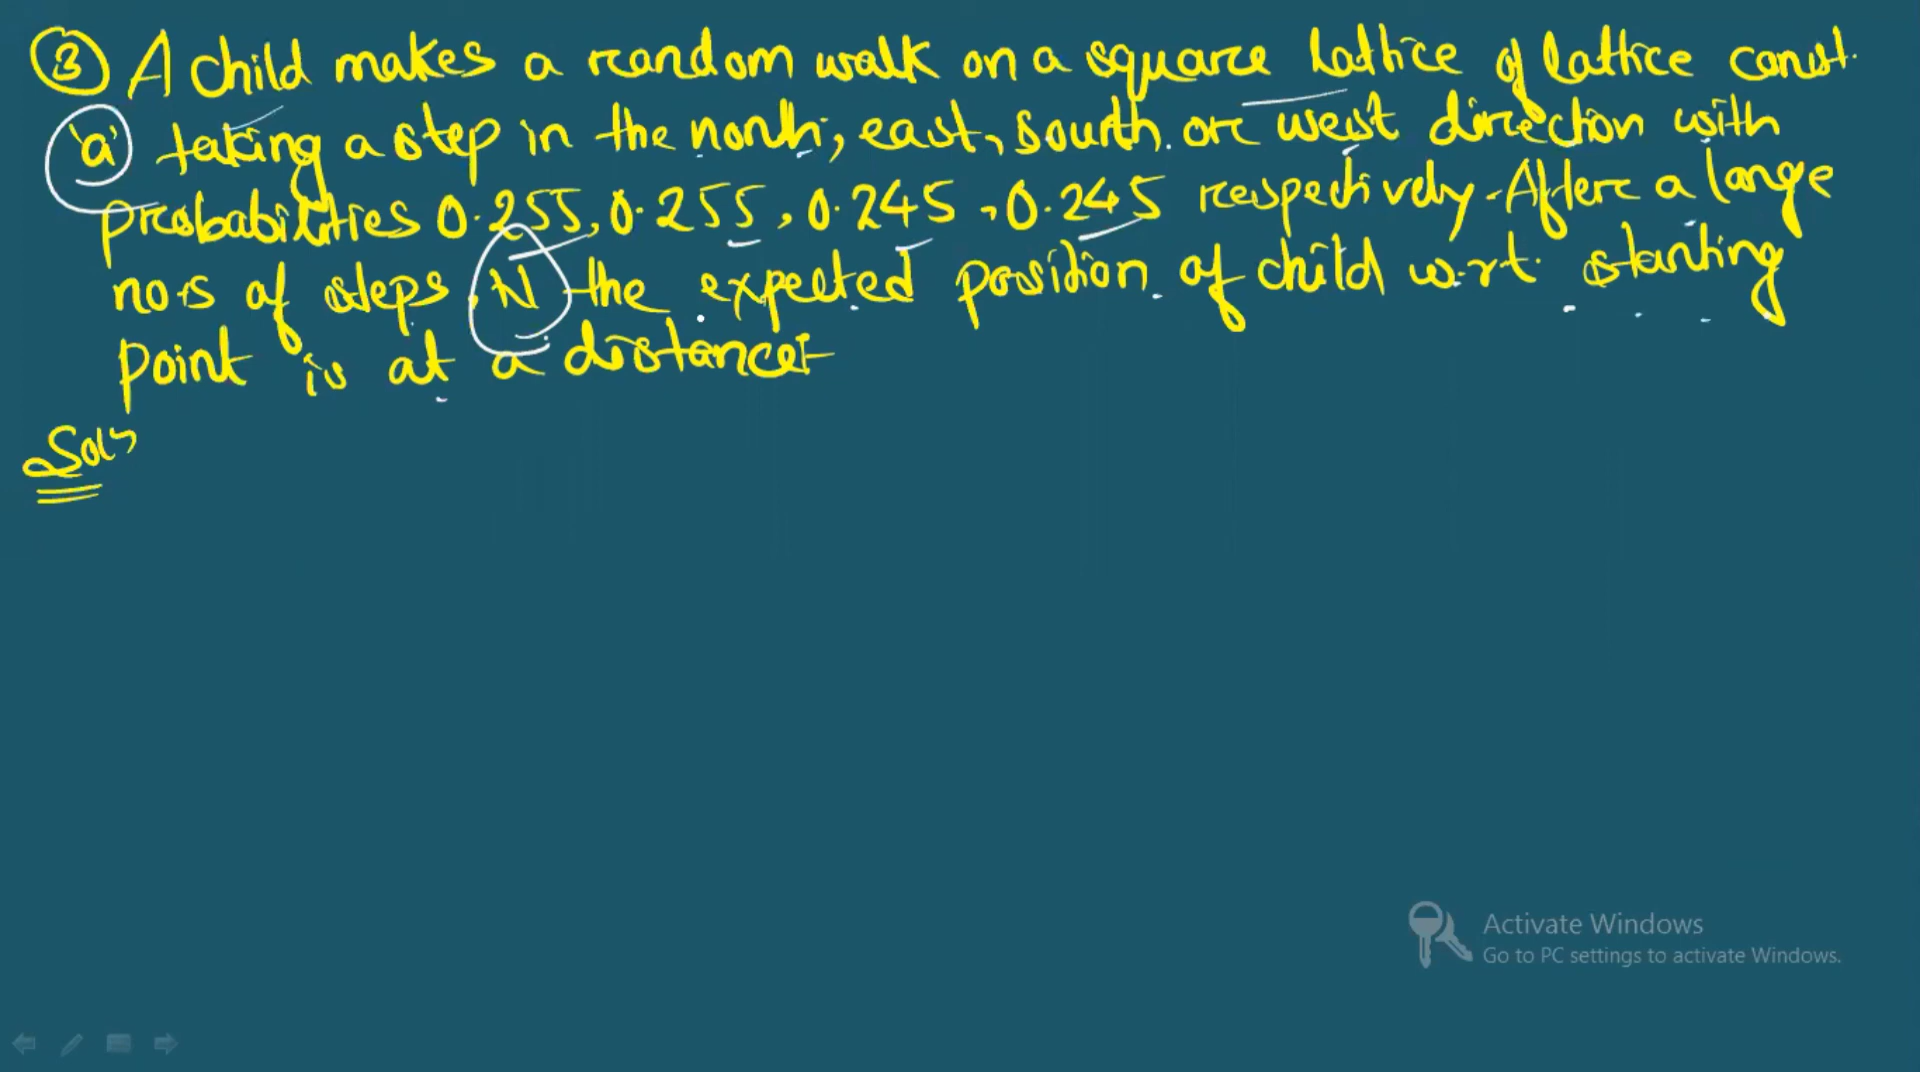 ③ A child makes a random walk on a square lattice of lattice const.
'a' taking a step in the north, east, south. or west direction with
probabilities 0.255, 0.255, 0.245, 0.245 respectively. After a large
no.s of steps, N the expected position of child w.r.t. starting
point is at a distance:-
Sol>
Activate Windows
Go to PC settings to activate Windows.